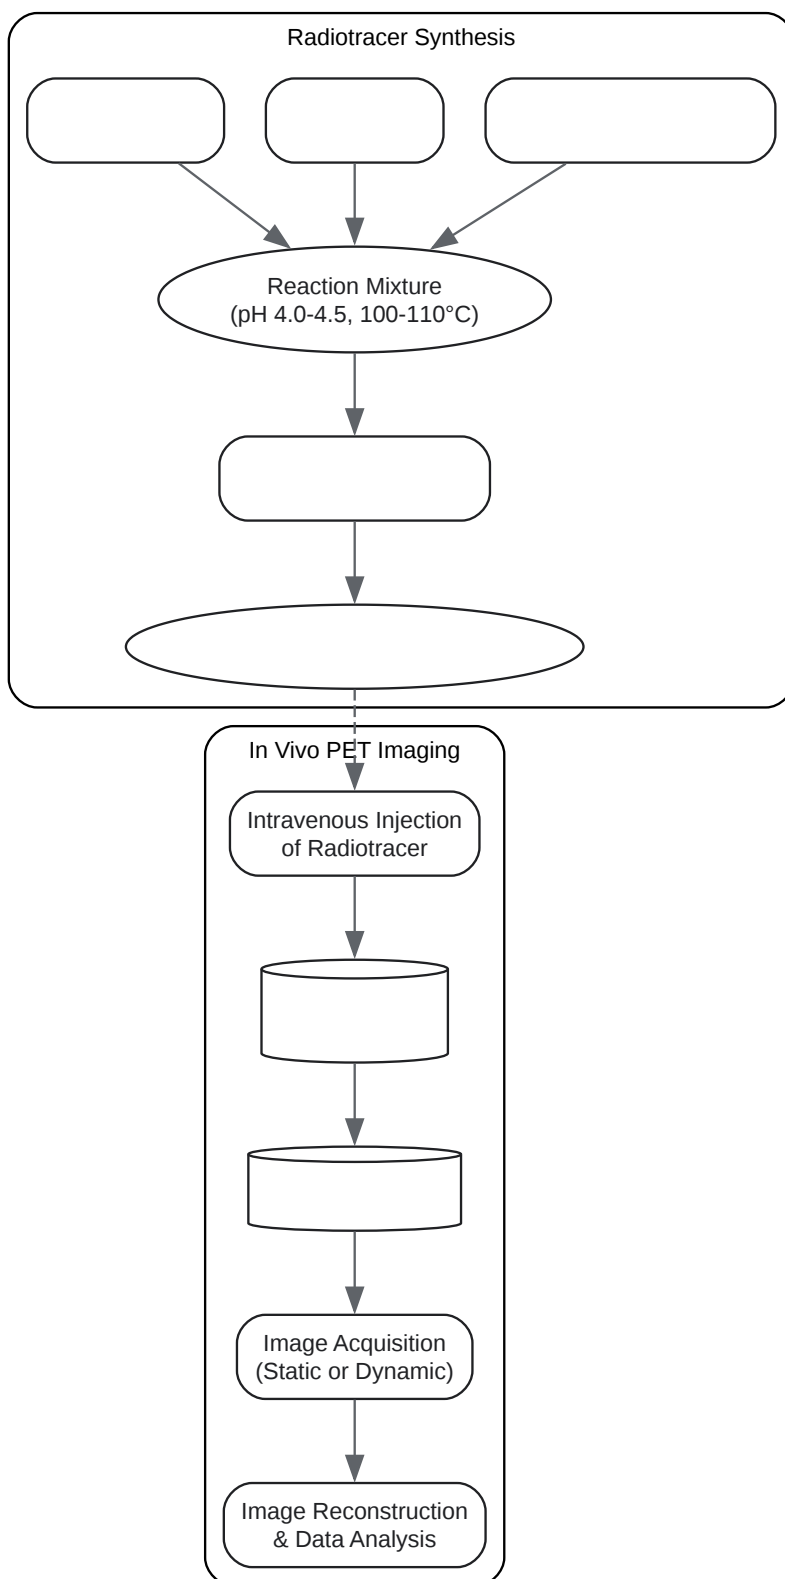 Radiotracer Synthesis
Reaction Mixture
(pH 4.0-4.5, 100-110°C)
In Vivo PET Imaging
Intravenous Injection
of Radiotracer
Image Acquisition
(Static or Dynamic)
Image Reconstruction
& Data Analysis